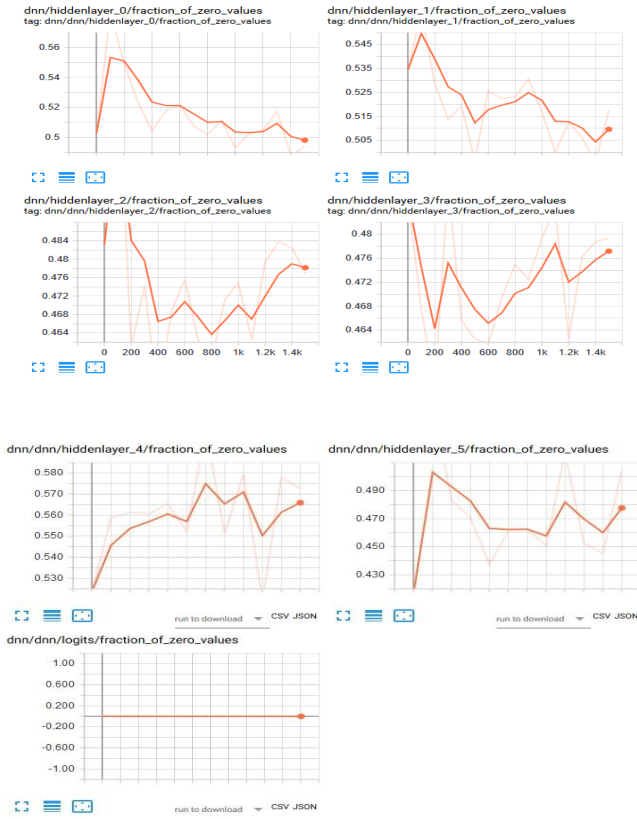 dnn/hiddenlayer_0/fraction_of_zero_values
tag: dnn/dnn/hiddenlayer_0/fraction_of_zero_values
0.56
0.54
0.52
0.5
dnn/hiddenlayer_1/fraction_of_zero_values
tag: dnn/dnn/hiddenlayer_1/fraction_of_zero_values
0.545
0.535
0.525
0.515
0.505
dnn/hiddenlayer_2/fraction_of_zero_values
tag: dnn/dnn/hiddenlayer_2/fraction_of_zero_values
0.484
0.48
0.476
0.472
0.468
0.464
0 200 400 600 800 1k 1.2k 1.4k
dnn/hiddenlayer_3/fraction_of_zero_values
tag: dnn/dnn/hiddenlayer_3/fraction_of_zero_values
0.48
0.476
0.472
0.468
0.464
0 200 400 600 800 1k 1.2k 1.4k
dnn/dnn/hiddenlayer_4/fraction_of_zero_values
0.580
0.570
0.560
0.550
0.540
0.530
run to download CSV JSON
dnn/dnn/hiddenlayer_5/fraction_of_zero_values
0.490
0.470
0.450
0.430
run to download CSV JSON
dnn/dnn/logits/fraction_of_zero_values
1.00
0.600
0.200
-0.200
-0.600
-1.00
run to download CSV JSON